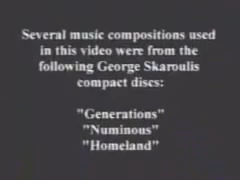 Several music compositions used
in this video were from the
following George Skaroulis
compact discs:
"Generations"
"Numinous"
"Homeland"